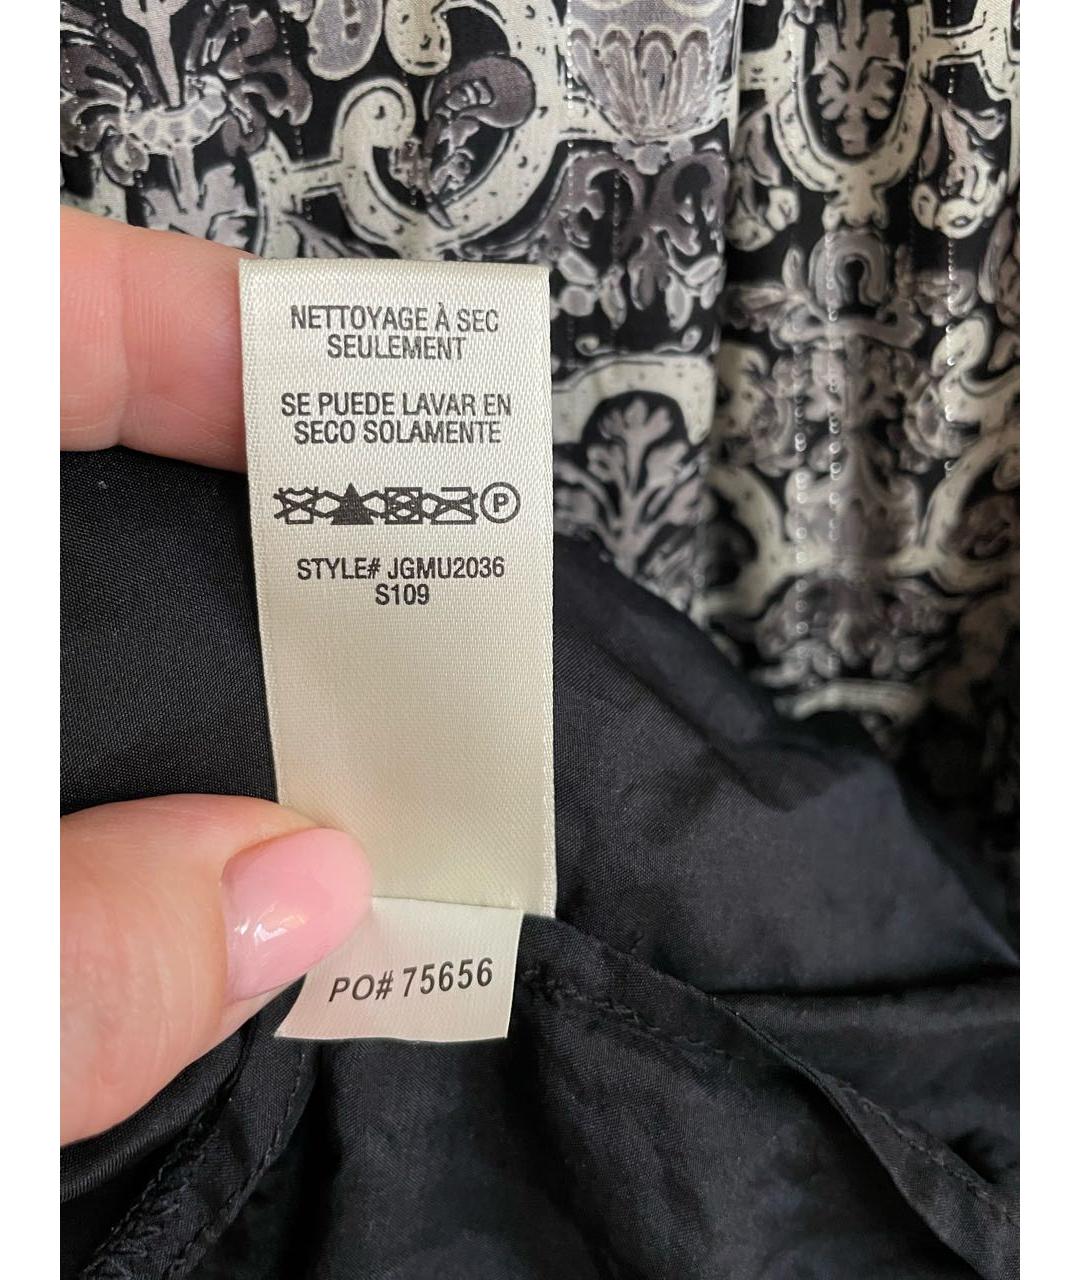 NETTOYAGE À SEC
SEULEMENT
SE PUEDE LAVAR EN
SECO SOLAMENTE
P
STYLE# JGMU2036
S109
PO# 75656